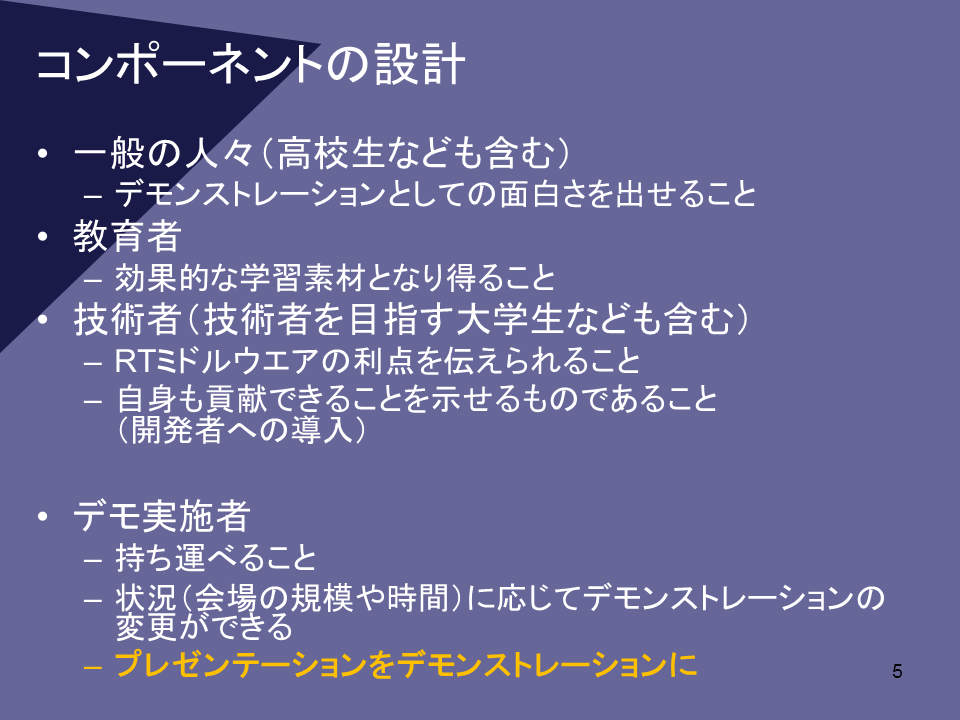 コンポーネントの設計
• 一般の人々（高校生なども含む）
– デモンストレーションとしての面白さを出せること
• 教育者
– 効果的な学習素材となり得ること
• 技術者（技術者を目指す大学生なども含む）
– RTミドルウエアの利点を伝えられること
– 自身も貢献できることを示せるものであること
（開発者への導入）
• デモ実施者
– 持ち運べること
– 状況（会場の規模や時間）に応じてデモンストレーションの
変更ができる
– プレゼンテーションをデモンストレーションに
5